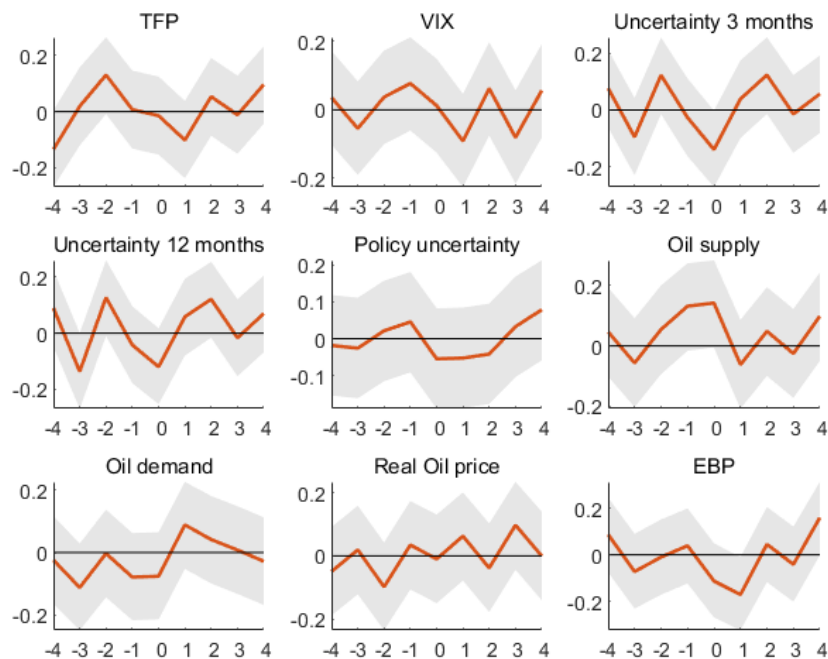 TFP VIX Uncertainty 3 months
0.2 0.2 0.2
0 0 0
-0.2 -0.2 -0.2
-4 -3 -2 -1 0 1 2 3 4 -4 -3 -2 -1 0 1 2 3 4 -4 -3 -2 -1 0 1 2 3 4
Uncertainty 12 months Policy uncertainty Oil supply
0.2 0.2 0.2
0.1
0 0 0
-0.1
-0.2 -0.2
-4 -3 -2 -1 0 1 2 3 4 -4 -3 -2 -1 0 1 2 3 4 -4 -3 -2 -1 0 1 2 3 4
Oil demand Real Oil price EBP
0.2 0.2 0.2
0 0 0
-0.2 -0.2 -0.2
-4 -3 -2 -1 0 1 2 3 4 -4 -3 -2 -1 0 1 2 3 4 -4 -3 -2 -1 0 1 2 3 4